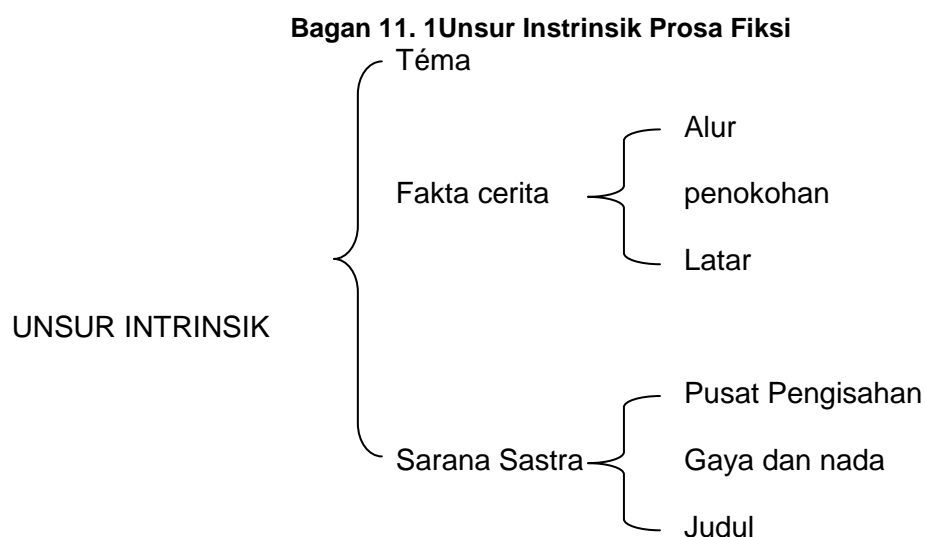 Bagan 11. 1Unsur Instrinsik Prosa Fiksi
Téma
Alur
Fakta cerita
penokohan
Latar
UNSUR INTRINSIK
Pusat Pengisahan
Sarana Sastra
Gaya dan nada
Judul